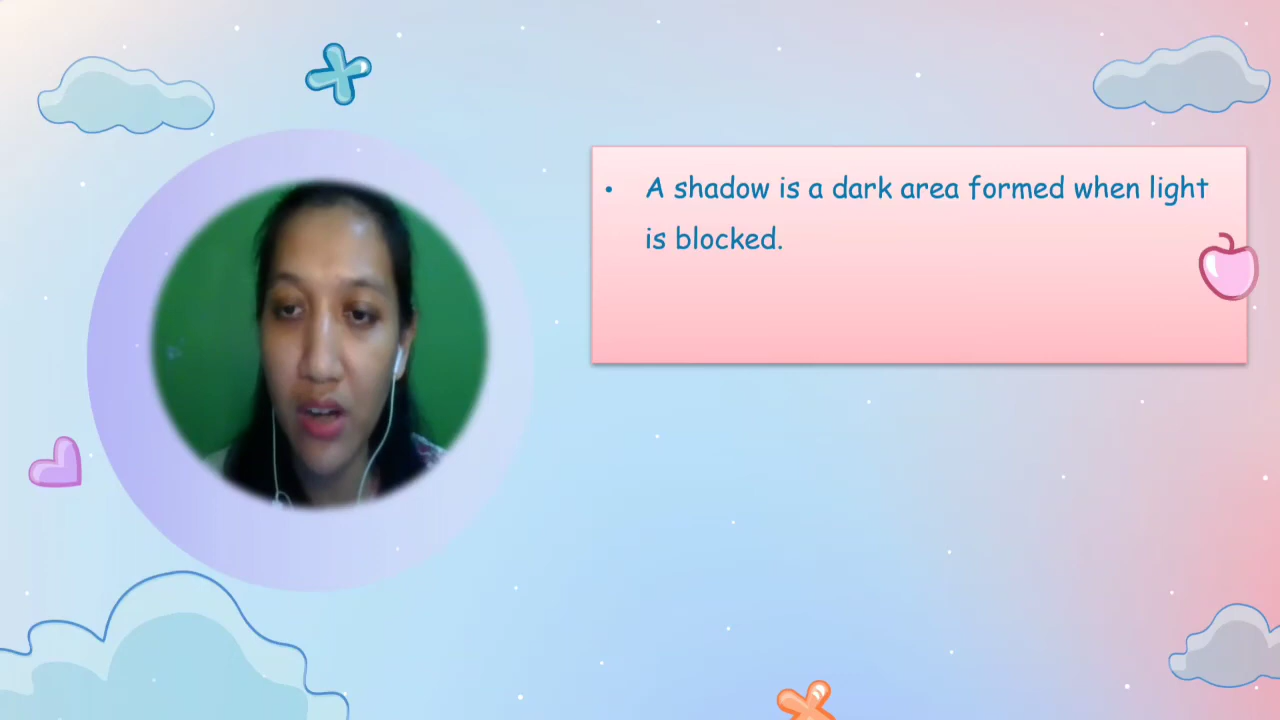 • A shadow is a dark area formed when light
is blocked.